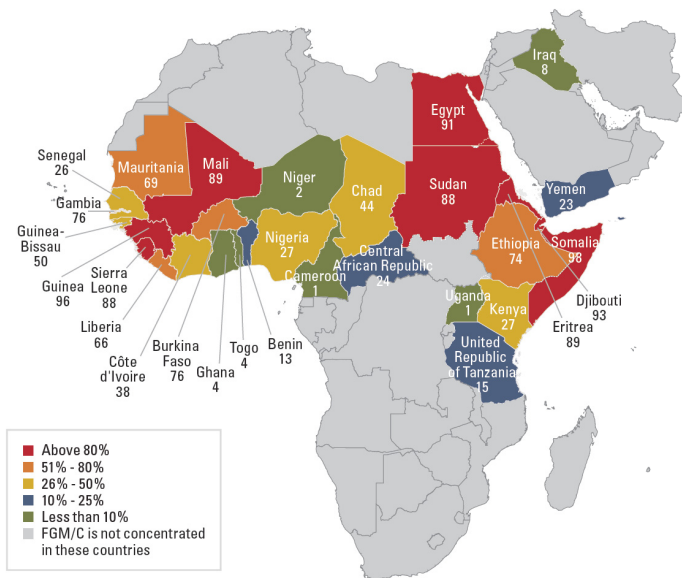 Iraq
8
Egypt
91
Senegal
26
Mauritania
69
Mali
89
Niger
2
Chad
44
Sudan
88
Yemen
23
Gambia
76
Guinea-
Bissau
50
Guinea
96
Sierra
Leone
88
Liberia
66
Côte
d'Ivoire
38
Burkina
Faso
76
Ghana
4
Togo
4
Benin
13
Nigeria
27
Cameroon
1
Central
African Republic
24
Ethiopia
74
Somalia
98
Djibouti
93
Eritrea
89
Uganda
1
Kenya
27
United
Republic
of Tanzania
15
Above 80%
51% - 80%
26% - 50%
10% - 25%
Less than 10%
FGM/C is not concentrated
in these countries